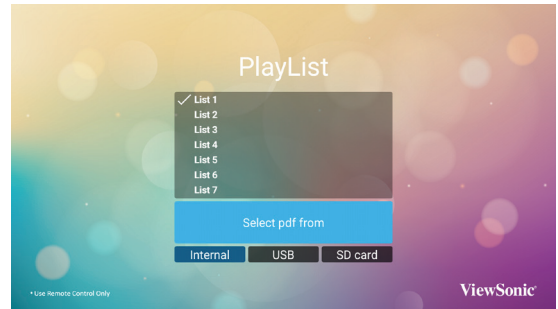 PlayList
List 1
List 2
List 3
List 4
List 5
List 6
List 7
Select pdf from
Internal USB SD card
* Use Remote Control Only
ViewSonic®